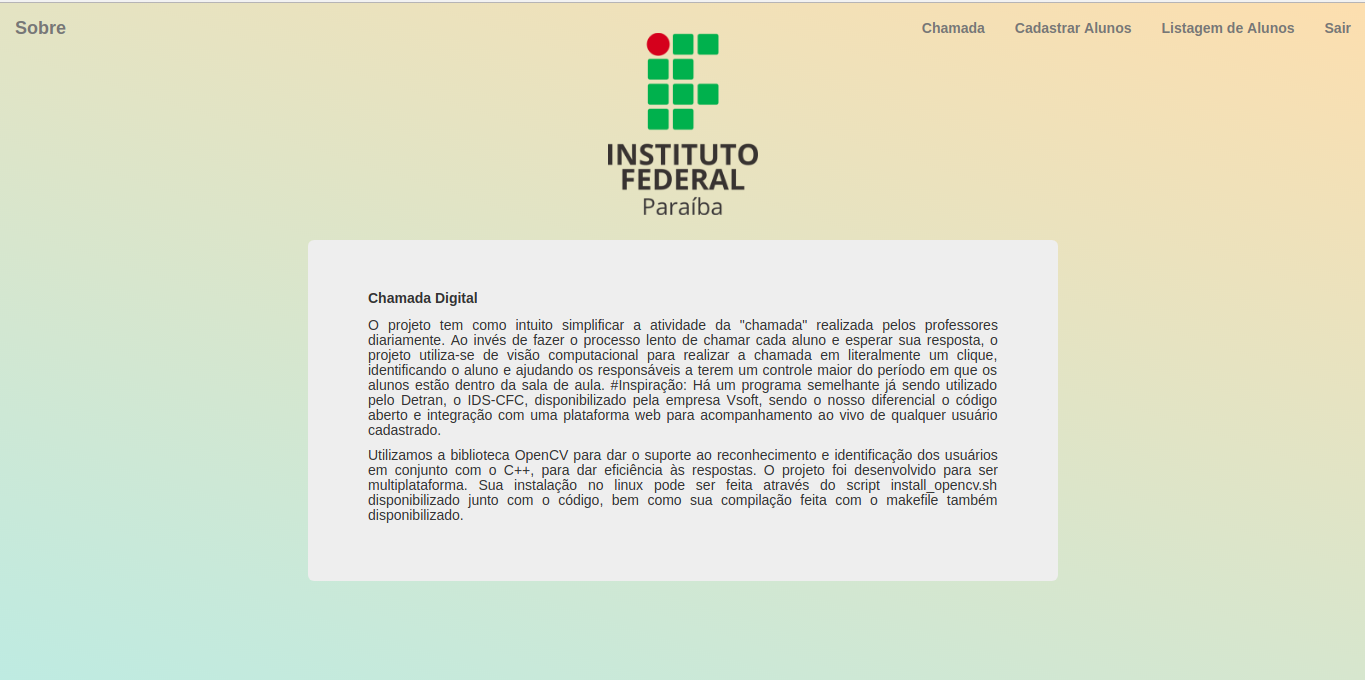 Sobre
Chamada
Cadastrar Alunos
Listagem de Alunos
Sair
INSTITUTO
FEDERAL
Paraíba
Chamada Digital
O projeto tem como intuito simplificar a atividade da "chamada" realizada pelos professores
diariamente. Ao invés de fazer o processo lento de chamar cada aluno e esperar sua resposta, o
projeto utiliza-se de visão computacional para realizar a chamada em literalmente um clique,
identificando o aluno e ajudando os responsáveis a terem um controle maior do período em que os
alunos estão dentro da sala de aula. #Inspiração: Há um programa semelhante já sendo utilizado
pelo Detran, o IDS-CFC, disponibilizado pela empresa Vsoft, sendo o nosso diferencial o código
aberto e integração com uma plataforma web para acompanhamento ao vivo de qualquer usuário
cadastrado.
Utilizamos a biblioteca OpenCV para dar o suporte ao reconhecimento e identificação dos usuários
em conjunto com o C++, para dar eficiência às respostas. O projeto foi desenvolvido para ser
multiplataforma. Sua instalação no linux pode ser feita através do script install_opencv.sh
disponibilizado junto com o código, bem como sua compilação feita com o makefile também
disponibilizado.